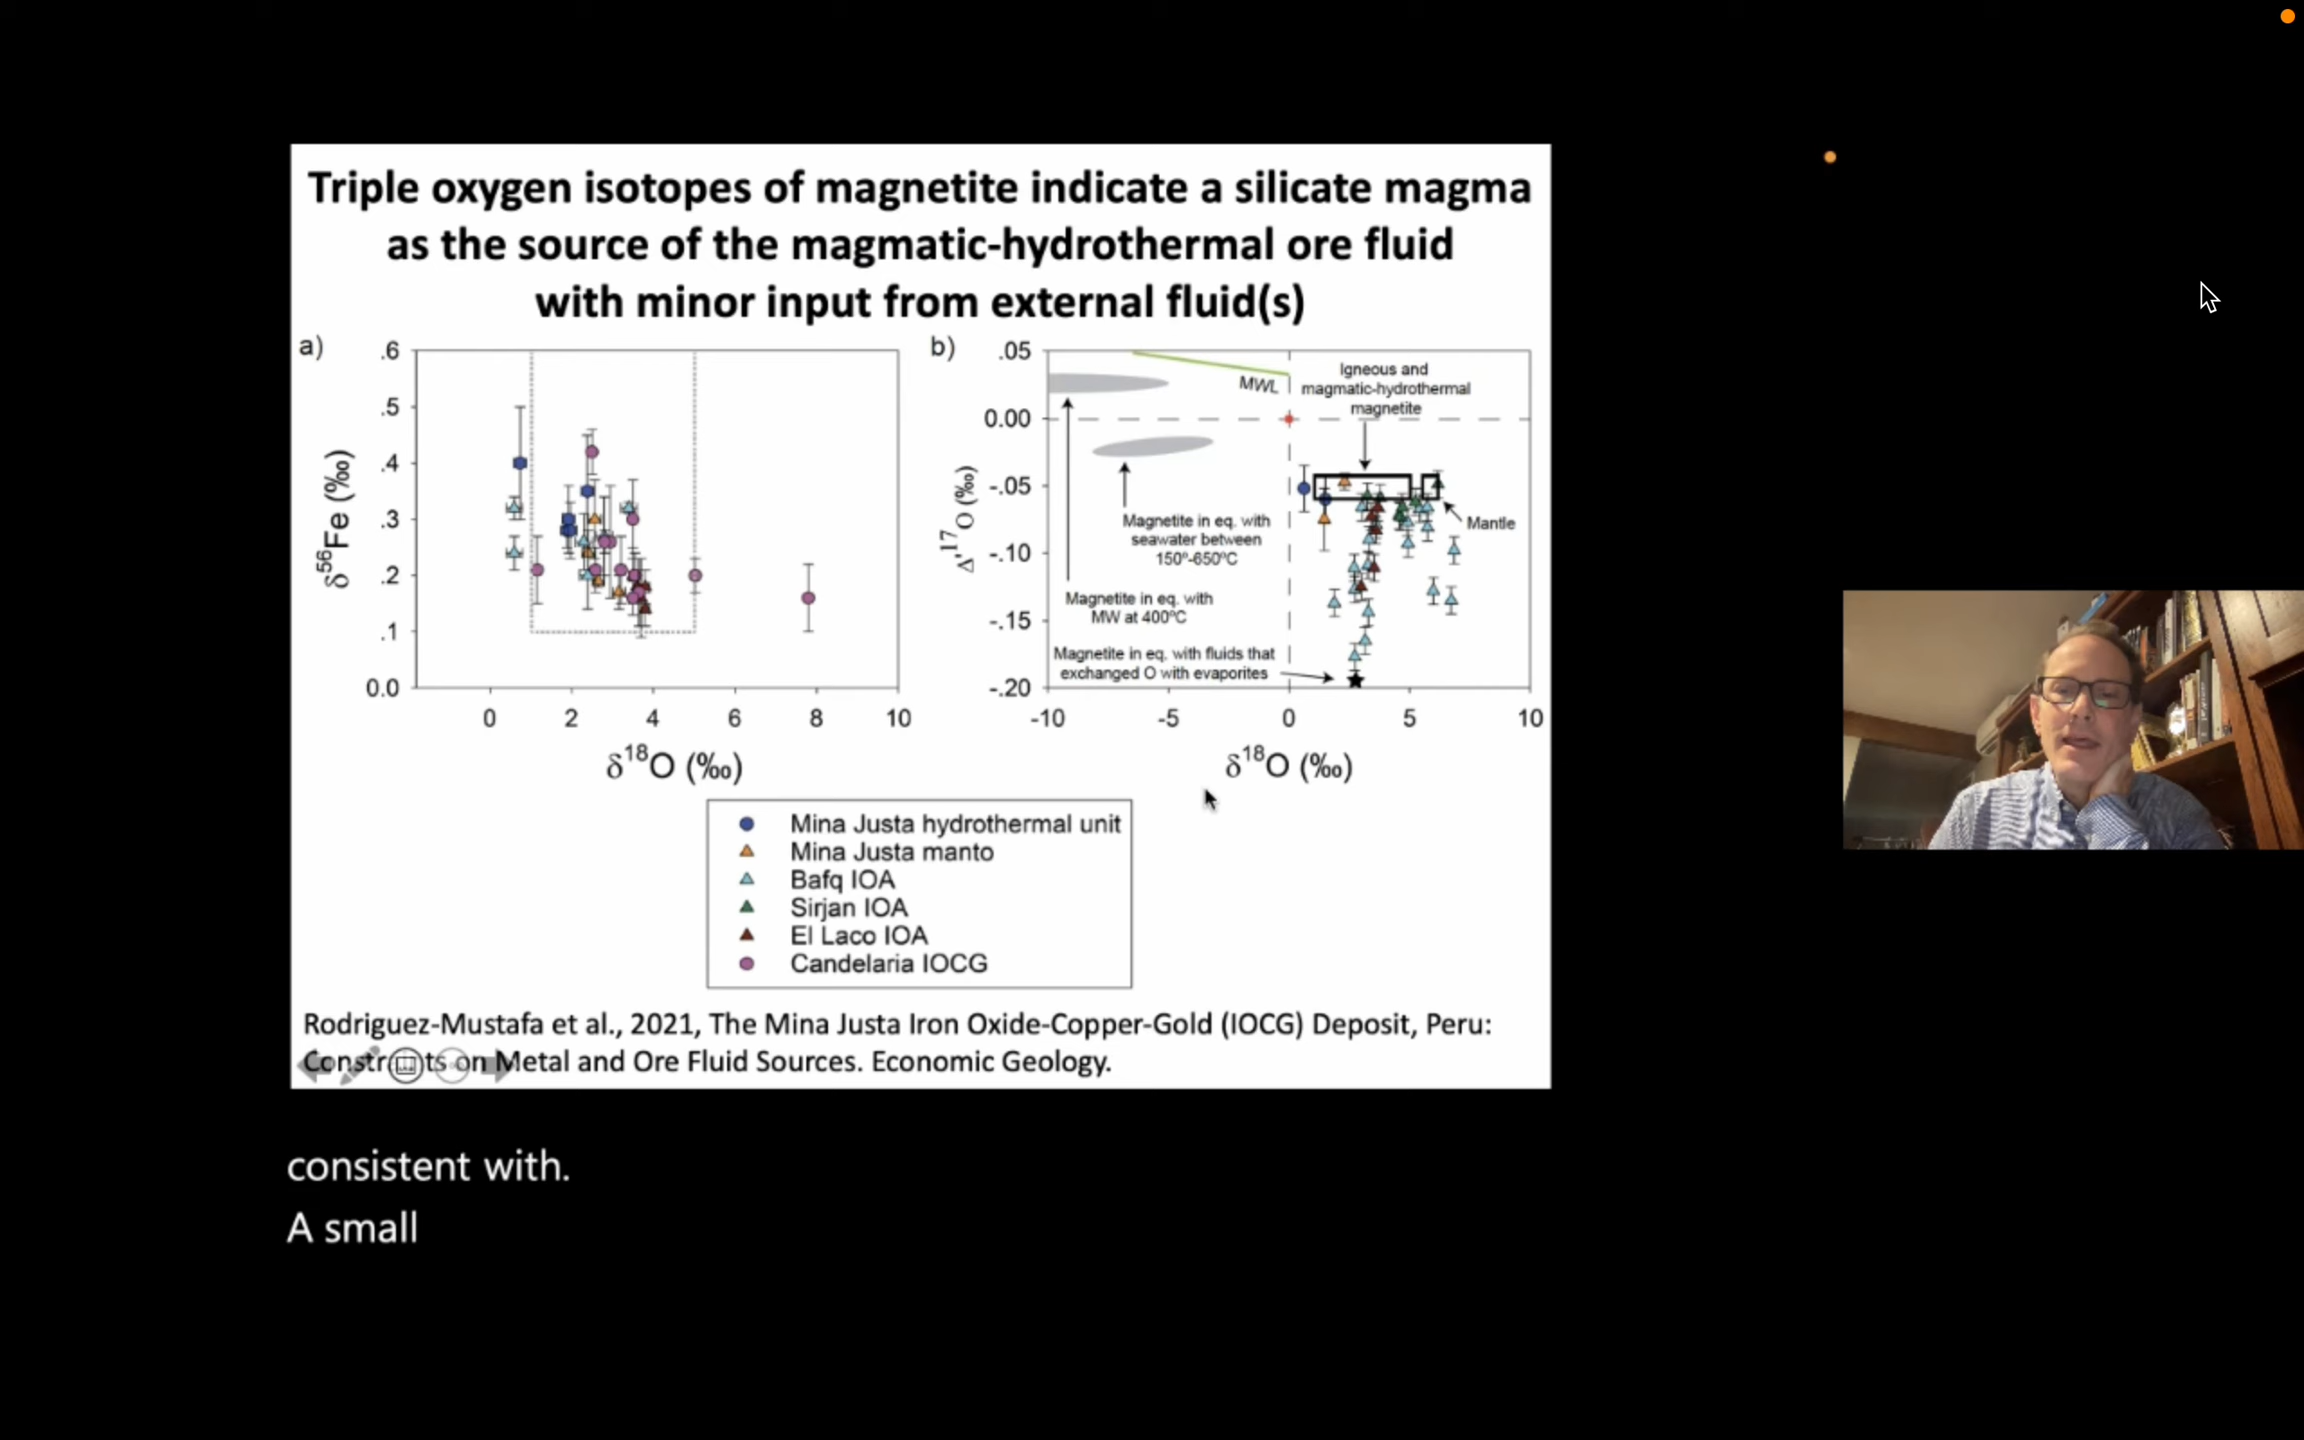 Triple oxygen isotopes of magnetite indicate a silicate magma
as the source of the magmatic-hydrothermal ore fluid
with minor input from external fluid(s)
a)
.6
.5
.4
.3
.2
.1
0.0
δ56Fe (‰)
0 2 4 6 8 10
δ18O (‰)
b)
.05
0.00
-.05
-.10
-.15
-.20
Δ'17O (‰)
MWL
Igneous and
magmatic-hydrothermal
magnetite
Mantle
Magnetite in eq. with
seawater between
150º-650ºC
Magnetite in eq. with
MW at 400ºC
Magnetite in eq. with fluids that
exchanged O with evaporites
-10 -5 0 5 10
δ18O (‰)
Mina Justa hydrothermal unit
Mina Justa manto
Bafq IOA
Sirjan IOA
El Laco IOA
Candelaria IOCG
Rodriguez-Mustafa et al., 2021, The Mina Justa Iron Oxide-Copper-Gold (IOCG) Deposit, Peru:
on Metal and Ore Fluid Sources. Economic Geology.
consistent with.
A small